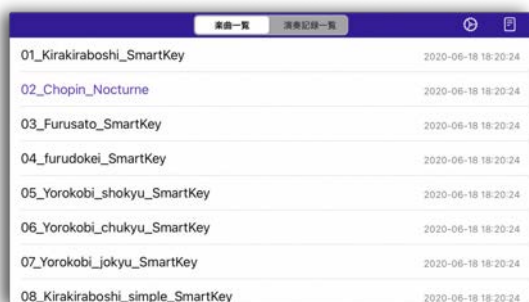 楽曲一覧 演奏記録一覧
01_Kirakiraboshi_SmartKey 2020-06-18 18:20:24
02_Chopin_Nocturne 2020-06-18 18:20:24
03_Furusato_SmartKey 2020-06-18 18:20:24
04_furudokei_SmartKey 2020-06-18 18:20:24
05_Yorokobi_shokyu_SmartKey 2020-06-18 18:20:24
06_Yorokobi_chukyu_SmartKey 2020-06-18 18:20:24
07_Yorokobi_jokyu_SmartKey 2020-06-18 18:20:24
08_Kirakiraboshi_simple_SmartKey 2020-06-18 18:20:24